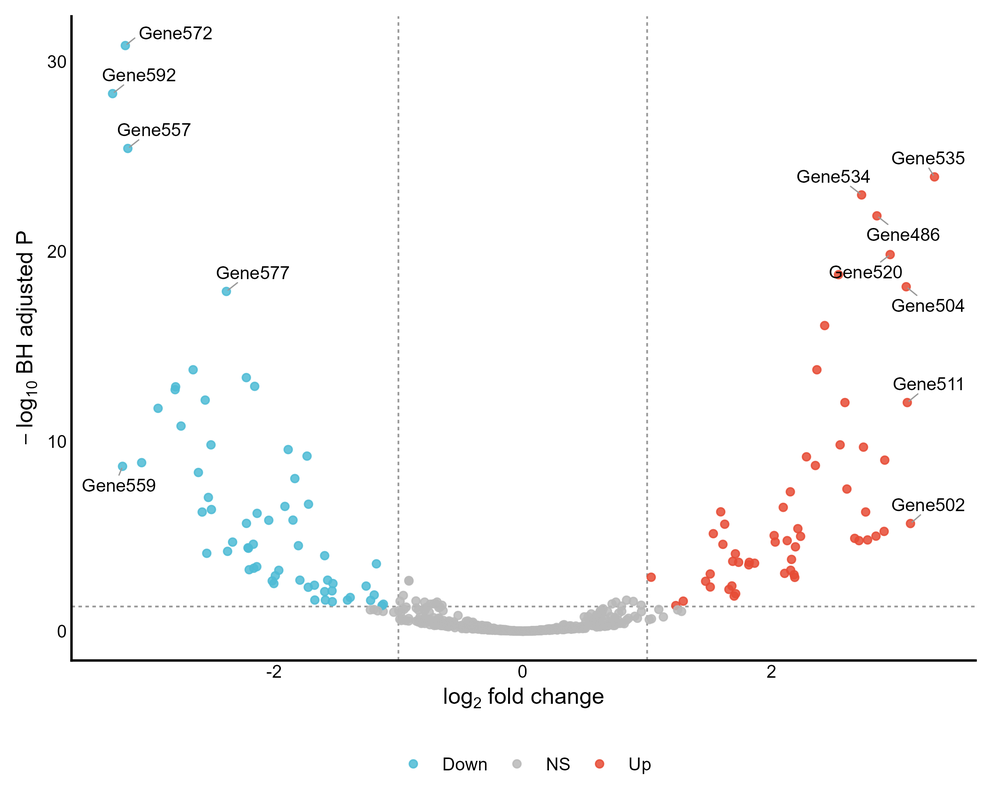 Gene572
Gene592
Gene557
Gene535
Gene534
Gene486
Gene577
Gene520
Gene504
Gene511
Gene559
Gene502
30
20
10
0
− log10 BH adjusted P
-2
0
2
log2 fold change
Down
NS
Up